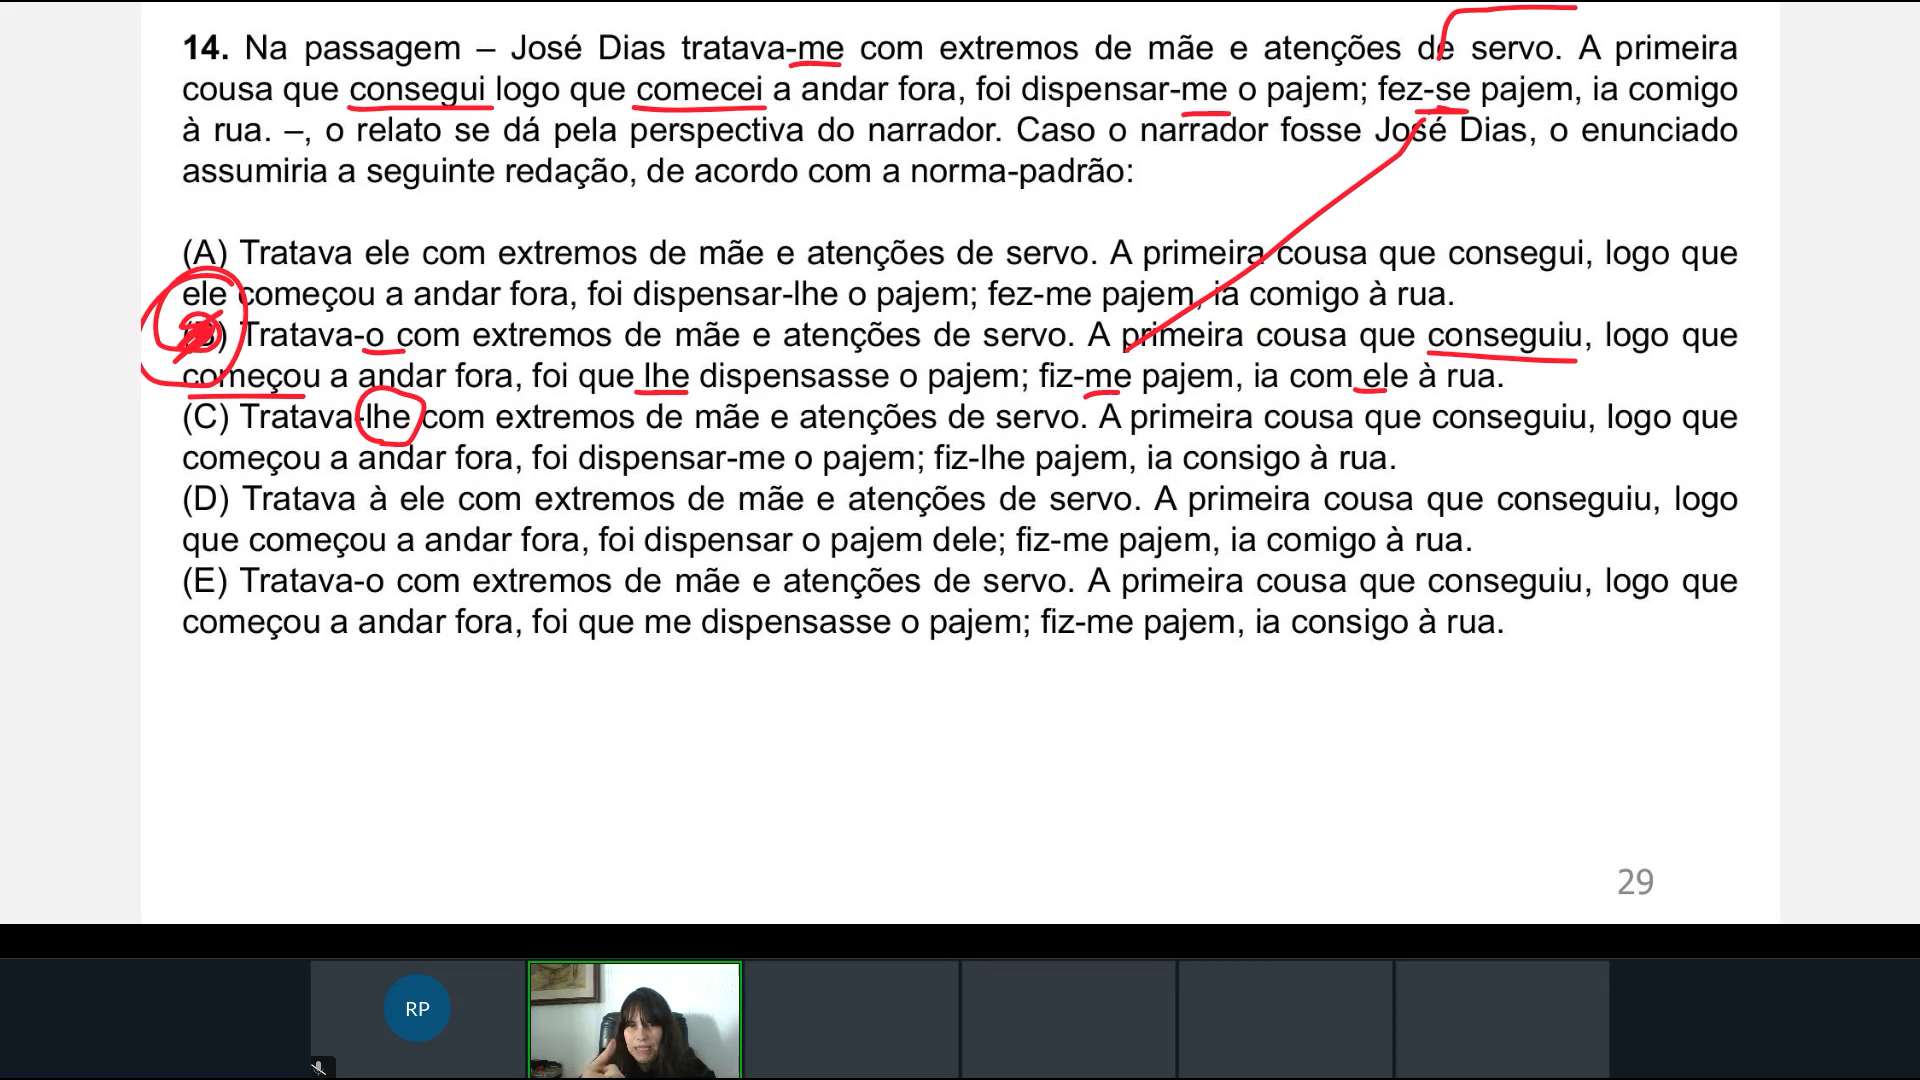 14. Na passagem – José Dias tratava-me com extremos de mãe e atenções de servo. A primeira
cousa que consegui logo que comecei a andar fora, foi dispensar-me o pajem; fez-se pajem, ia comigo
à rua. –, o relato se dá pela perspectiva do narrador. Caso o narrador fosse José Dias, o enunciado
assumiria a seguinte redação, de acordo com a norma-padrão:
(A) Tratava ele com extremos de mãe e atenções de servo. A primeira cousa que consegui, logo que
ele começou a andar fora, foi dispensar-lhe o pajem; fez-me pajem, ia comigo à rua.
(B) Tratava-o com extremos de mãe e atenções de servo. A primeira cousa que conseguiu, logo que
começou a andar fora, foi que lhe dispensasse o pajem; fiz-me pajem, ia com ele à rua.
(C) Tratava-lhe com extremos de mãe e atenções de servo. A primeira cousa que conseguiu, logo que
começou a andar fora, foi dispensar-me o pajem; fiz-lhe pajem, ia consigo à rua.
(D) Tratava à ele com extremos de mãe e atenções de servo. A primeira cousa que conseguiu, logo
que começou a andar fora, foi dispensar o pajem dele; fiz-me pajem, ia comigo à rua.
(E) Tratava-o com extremos de mãe e atenções de servo. A primeira cousa que conseguiu, logo que
começou a andar fora, foi que me dispensasse o pajem; fiz-me pajem, ia consigo à rua.
29
RP